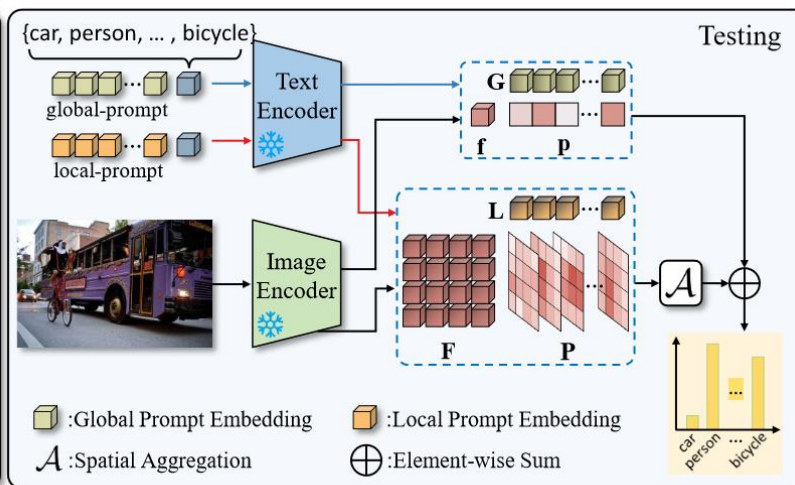 Testing
{car, person, ... , bicycle}
global-prompt
local-prompt
Text
Encoder
G
f
p
L
Image
Encoder
F
P
A
car
person
...
bicycle
:Global Prompt Embedding
:Local Prompt Embedding
A :Spatial Aggregation
:Element-wise Sum